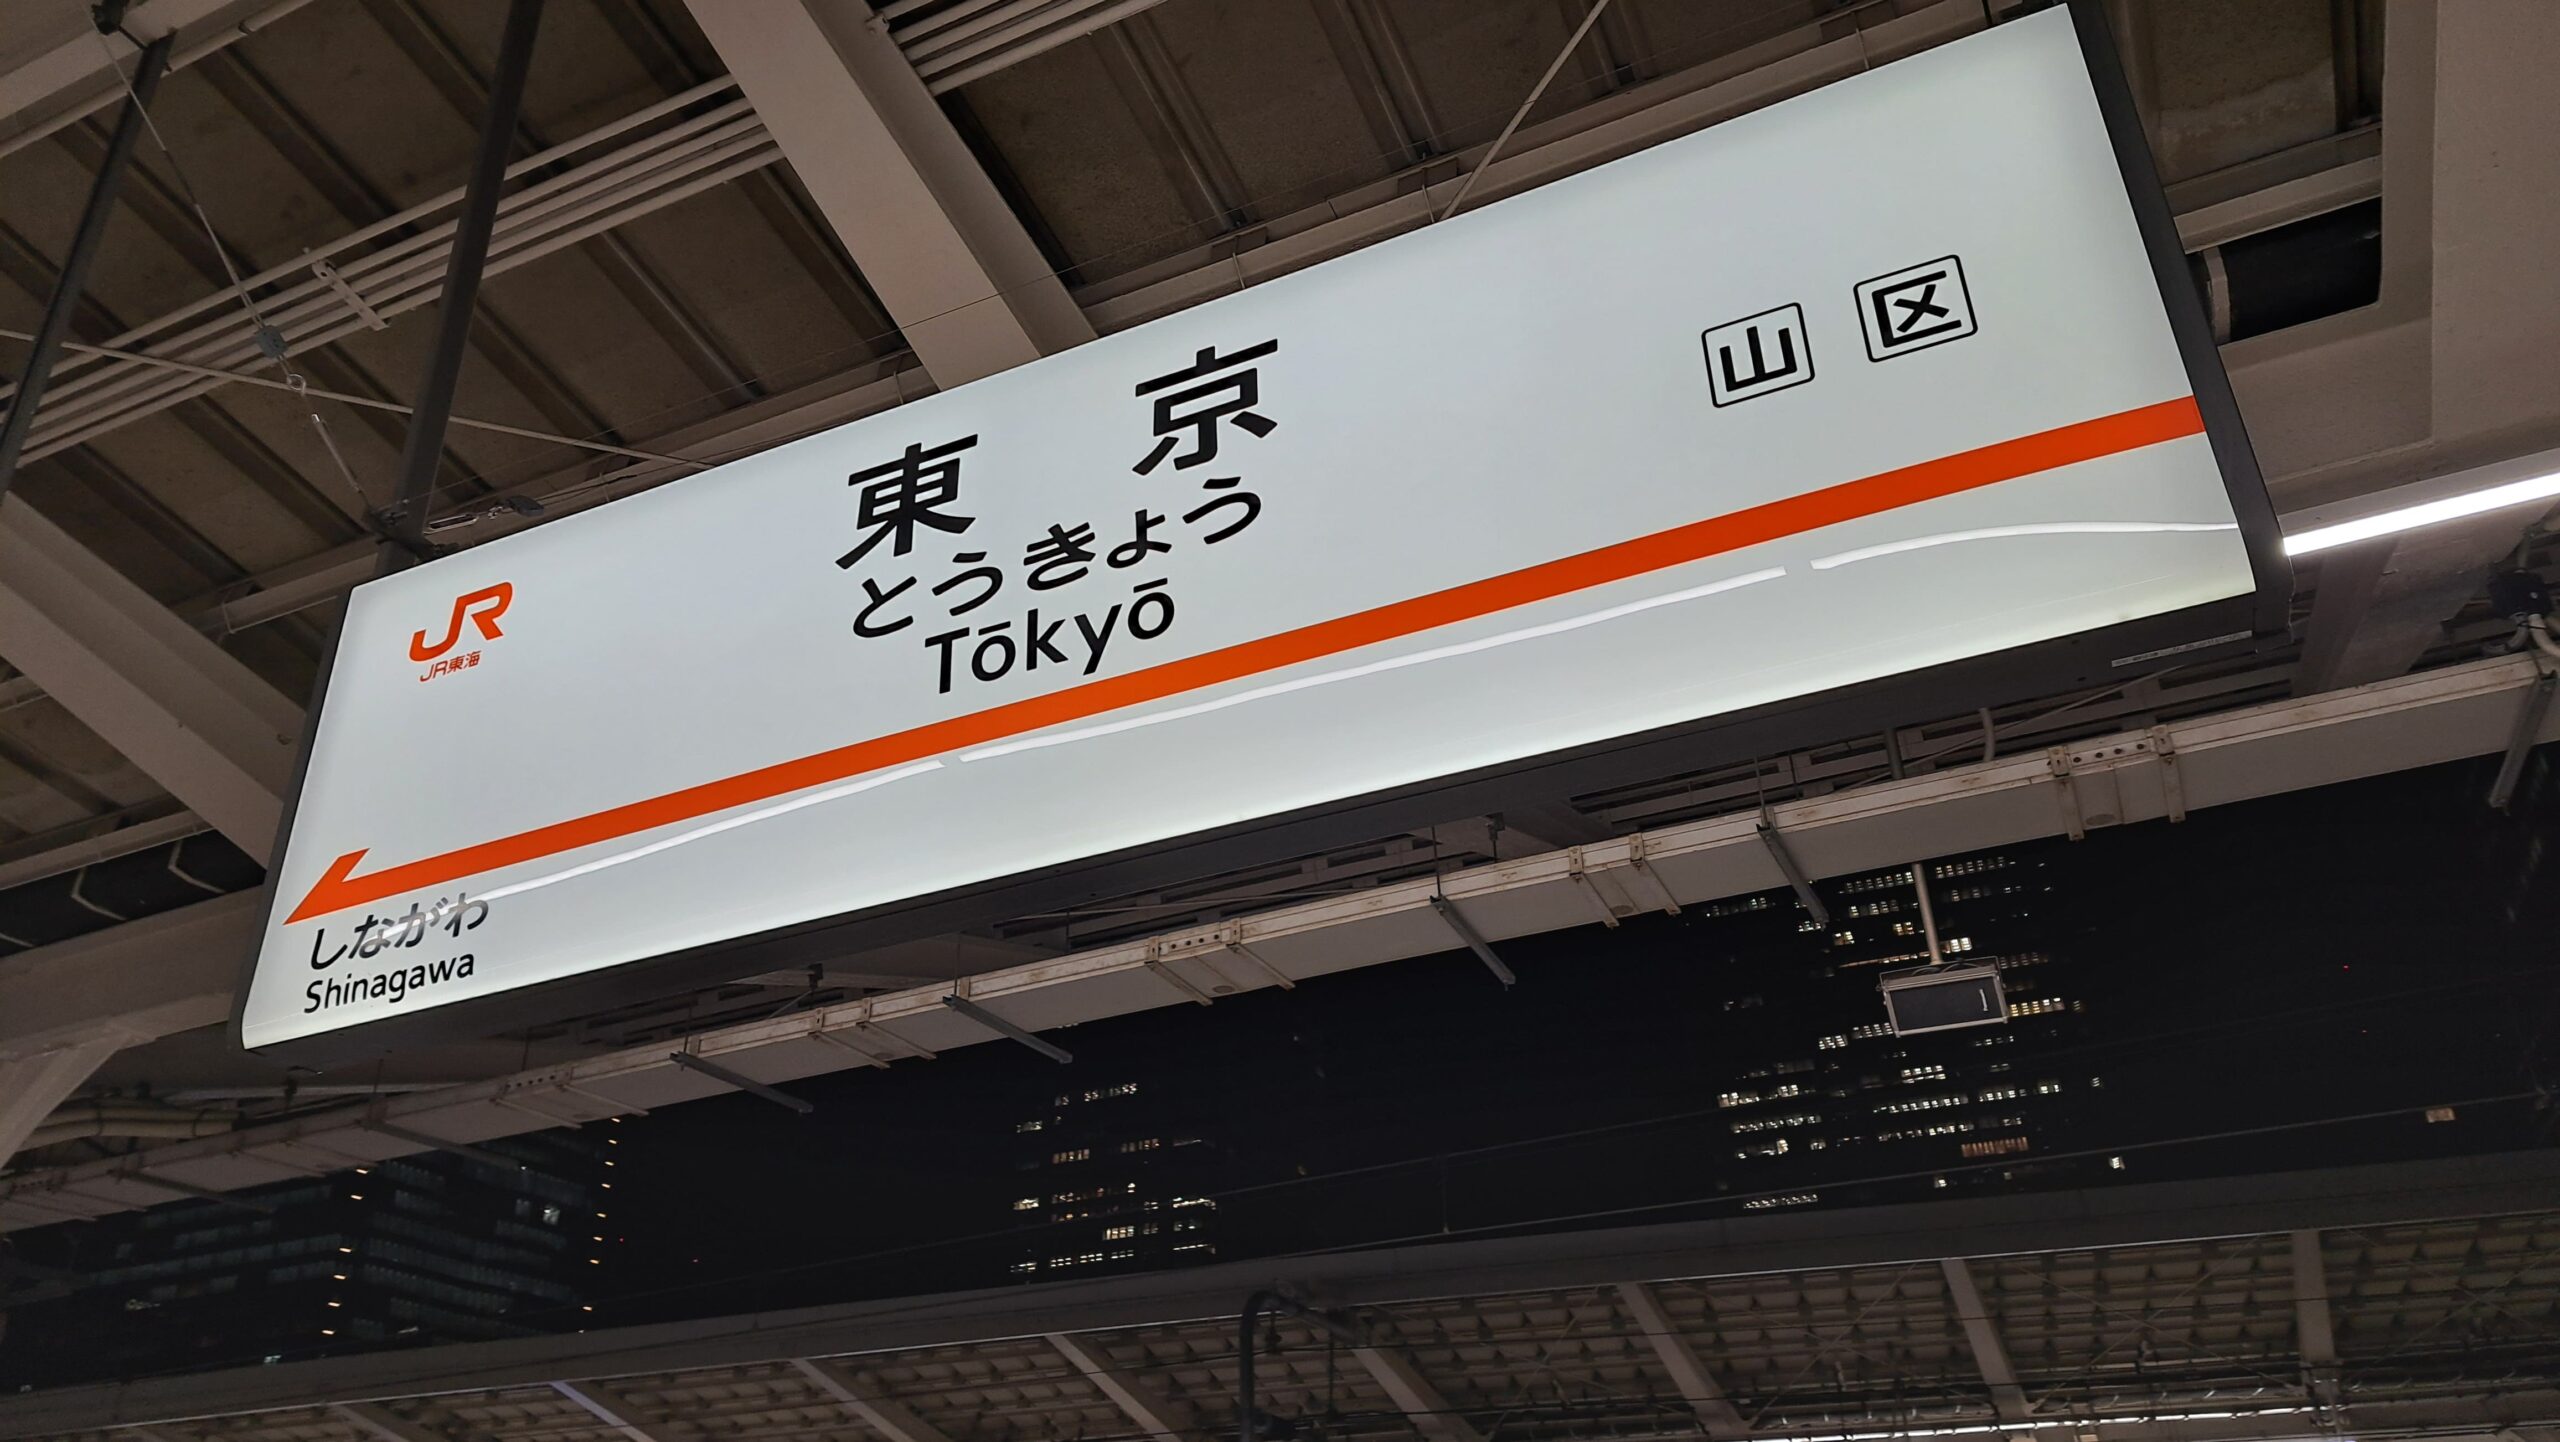 山 区
東京
とうきょう
Tōkyō
JR
JR東海
しながわ
Shinagawa